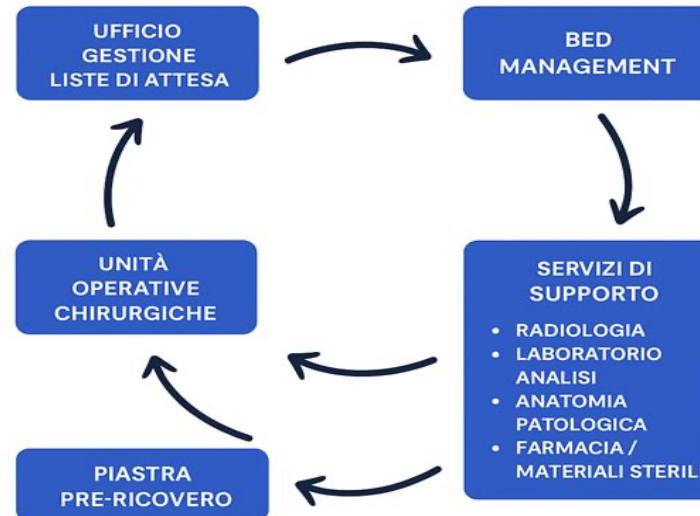 UFFICIO
GESTIONE
LISTE DI ATTESA
BED
MANAGEMENT
UNITÀ
OPERATIVE
CHIRURGICHE
SERVIZI DI
SUPPORTO
• RADIOLOGIA
• LABORATORIO
ANALISI
• ANATOMIA
PATOLOGICA
• FARMACIA /
MATERIALI STERIL
PIASTRA
PRE-RICOVERO